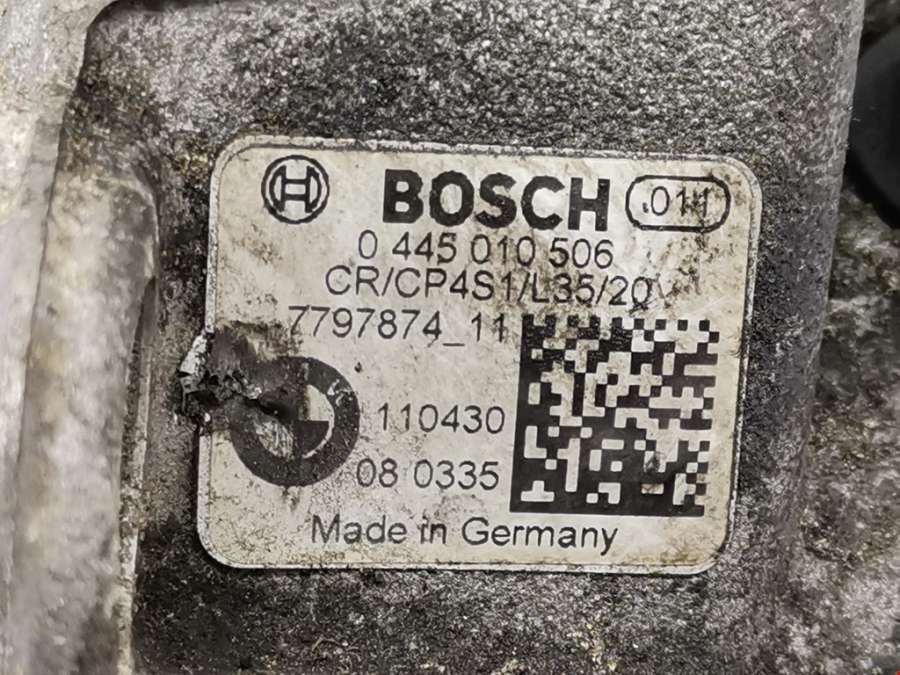 BOSCH .011
0 445 010 506
CR/CP4S1/L35/20
7797874_11
110430
08 0335
Made in Germany